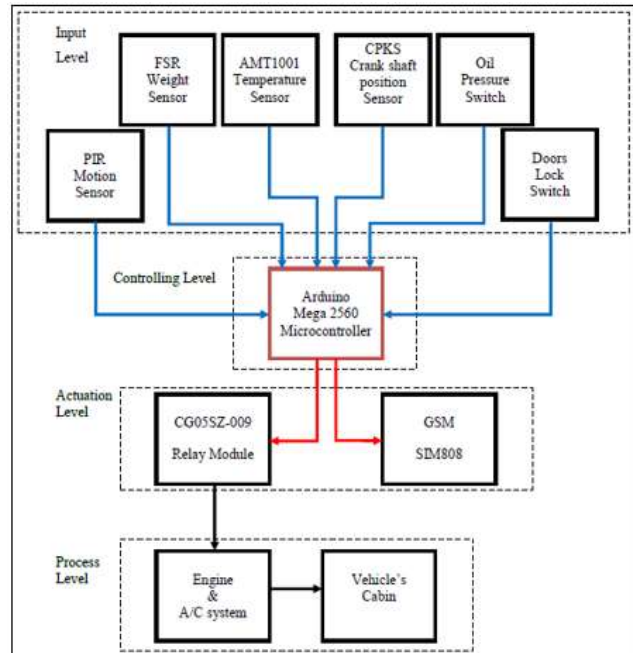 Input
Level
FSR
Weight
Sensor
AMT1001
Temperature
Sensor
CPKS
Crank shaft
position
Sensor
Oil
Pressure
Switch
PIR
Motion
Sensor
Doors
Lock
Switch
Controlling Level
Arduino
Mega 2560
Microcontroller
Actuation
Level
CG05SZ-009
Relay Module
GSM
SIM808
Process
Level
Engine
&
A/C system
Vehicle's
Cabin